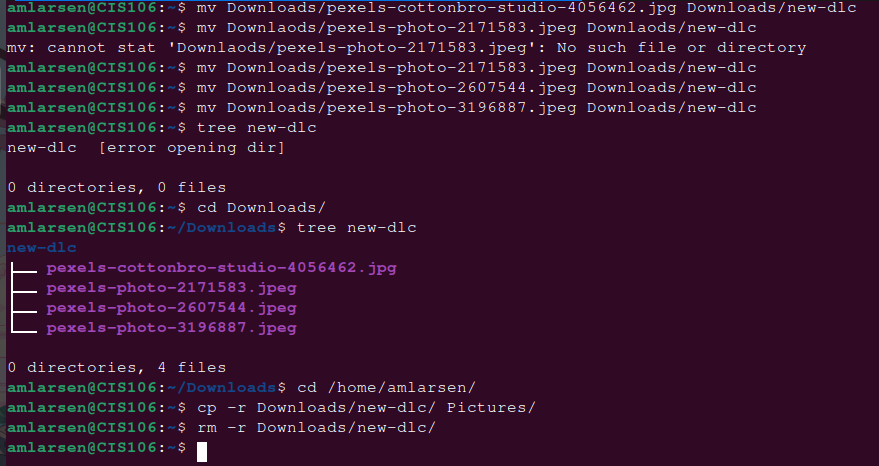 amlarsen@CIS106:~$ mv Downloads/pexels-cottonbro-studio-4056462.jpg Downloads/new-dlc
amlarsen@CIS106:~$ mv Downlaods/pexels-photo-2171583.jpeg Downlaods/new-dlc
mv: cannot stat 'Downlaods/pexels-photo-2171583.jpeg': No such file or directory
amlarsen@CIS106:~$ mv Downloads/pexels-photo-2171583.jpeg Downloads/new-dlc
amlarsen@CIS106:~$ mv Downloads/pexels-photo-2607544.jpeg Downloads/new-dlc
amlarsen@CIS106:~$ mv Downloads/pexels-photo-3196887.jpeg Downloads/new-dlc
amlarsen@CIS106:~$ tree new-dlc
new-dlc  [error opening dir]

0 directories, 0 files
amlarsen@CIS106:~$ cd Downloads/
amlarsen@CIS106:~/Downloads$ tree new-dlc
new-dlc
├── pexels-cottonbro-studio-4056462.jpg
├── pexels-photo-2171583.jpeg
├── pexels-photo-2607544.jpeg
└── pexels-photo-3196887.jpeg

0 directories, 4 files
amlarsen@CIS106:~/Downloads$ cd /home/amlarsen/
amlarsen@CIS106:~$ cp -r Downloads/new-dlc/ Pictures/
amlarsen@CIS106:~$ rm -r Downloads/new-dlc/
amlarsen@CIS106:~$